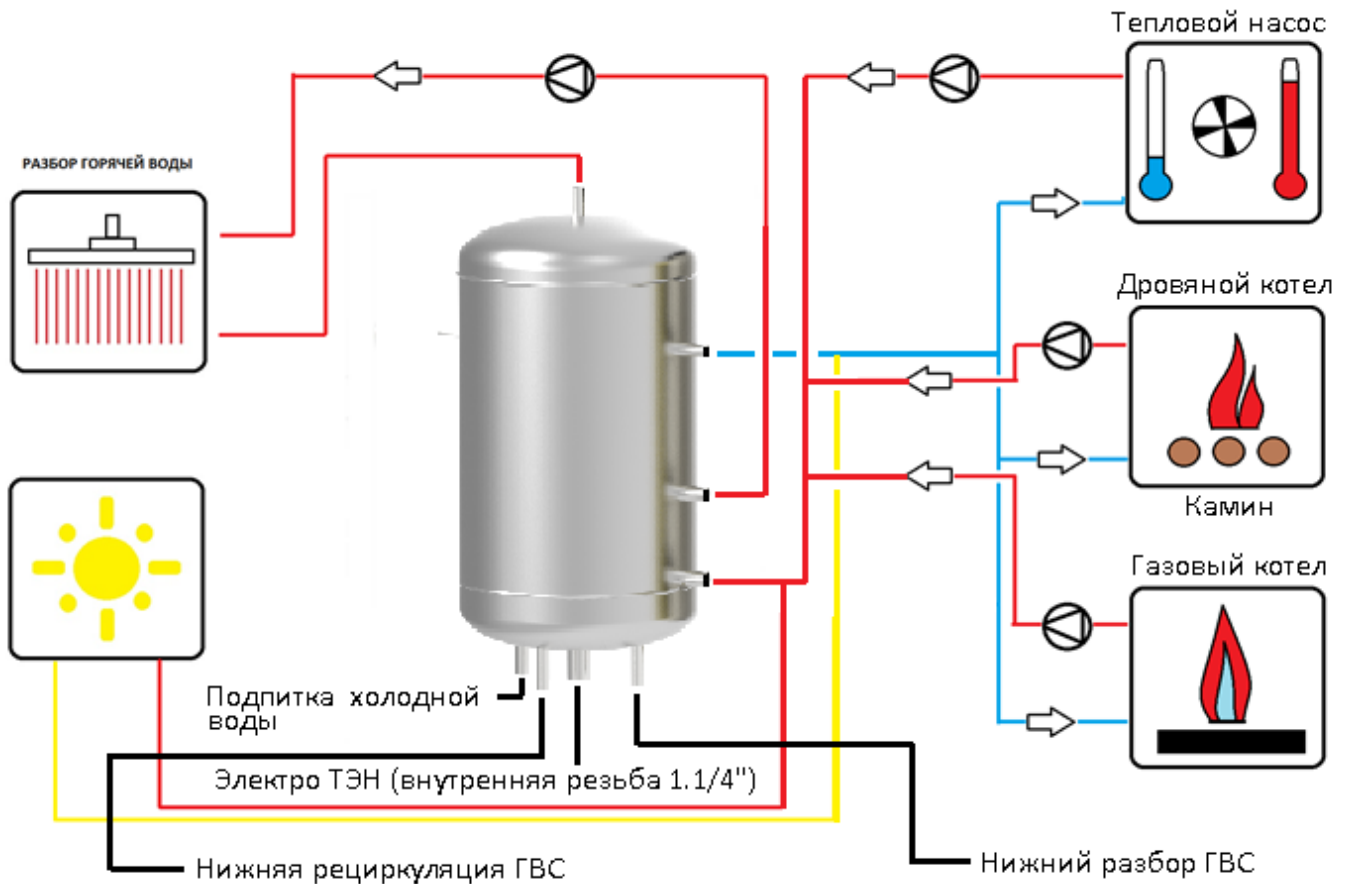 Тепловой насос
РАЗБОР ГОРЯЧЕЙ ВОДЫ
Дровяной котел
Камин
Газовый котел
Подпитка холодной
воды
Электро ТЭН (внутренняя резьба 1.1/4")
Нижняя рециркуляция ГВС
Нижний разбор ГВС